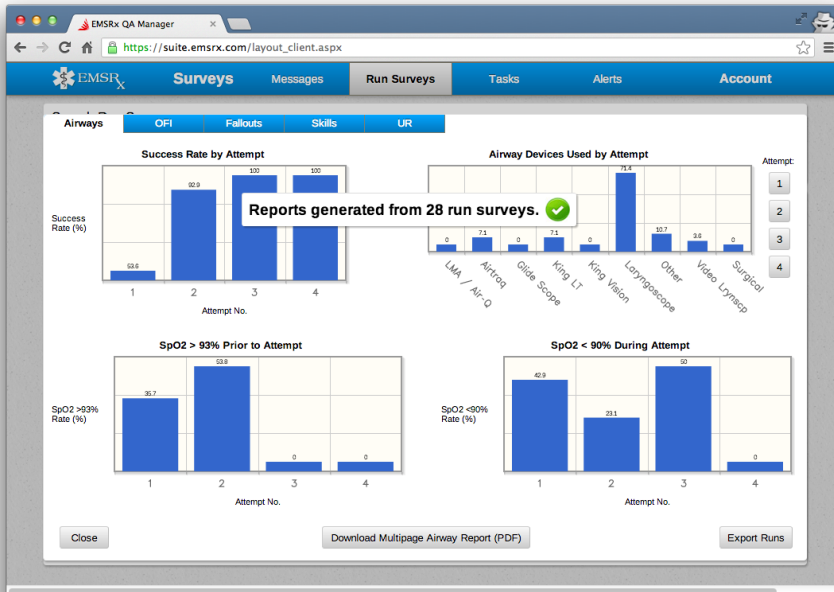 EMSRx QA Manager
https://suite.emsrx.com/layout_client.aspx
EMSRX
Surveys
Messages
Run Surveys
Tasks
Alerts
Account
Airways
OFI
Fallouts
Skills
UR
Success Rate by Attempt
Success
Rate (%)
53.6
92.9
100
100
1
2
3
4
Attempt No.
Reports generated from 28 run surveys.
Airway Devices Used by Attempt
0
7.1
0
7.1
0
71.4
10.7
3.6
0
LMA / Air-Q
Airtraq
Glide Scope
King LT
King Vision
Laryngoscope
Other
Video Lrynscp
Surgical
Attempt:
1
2
3
4
SpO2 > 93% Prior to Attempt
SpO2 >93%
Rate (%)
35.7
53.8
0
0
1
2
3
4
Attempt No.
SpO2 < 90% During Attempt
SpO2 <90%
Rate (%)
42.9
23.1
50
0
1
2
3
4
Attempt No.
Close
Download Multipage Airway Report (PDF)
Export Runs